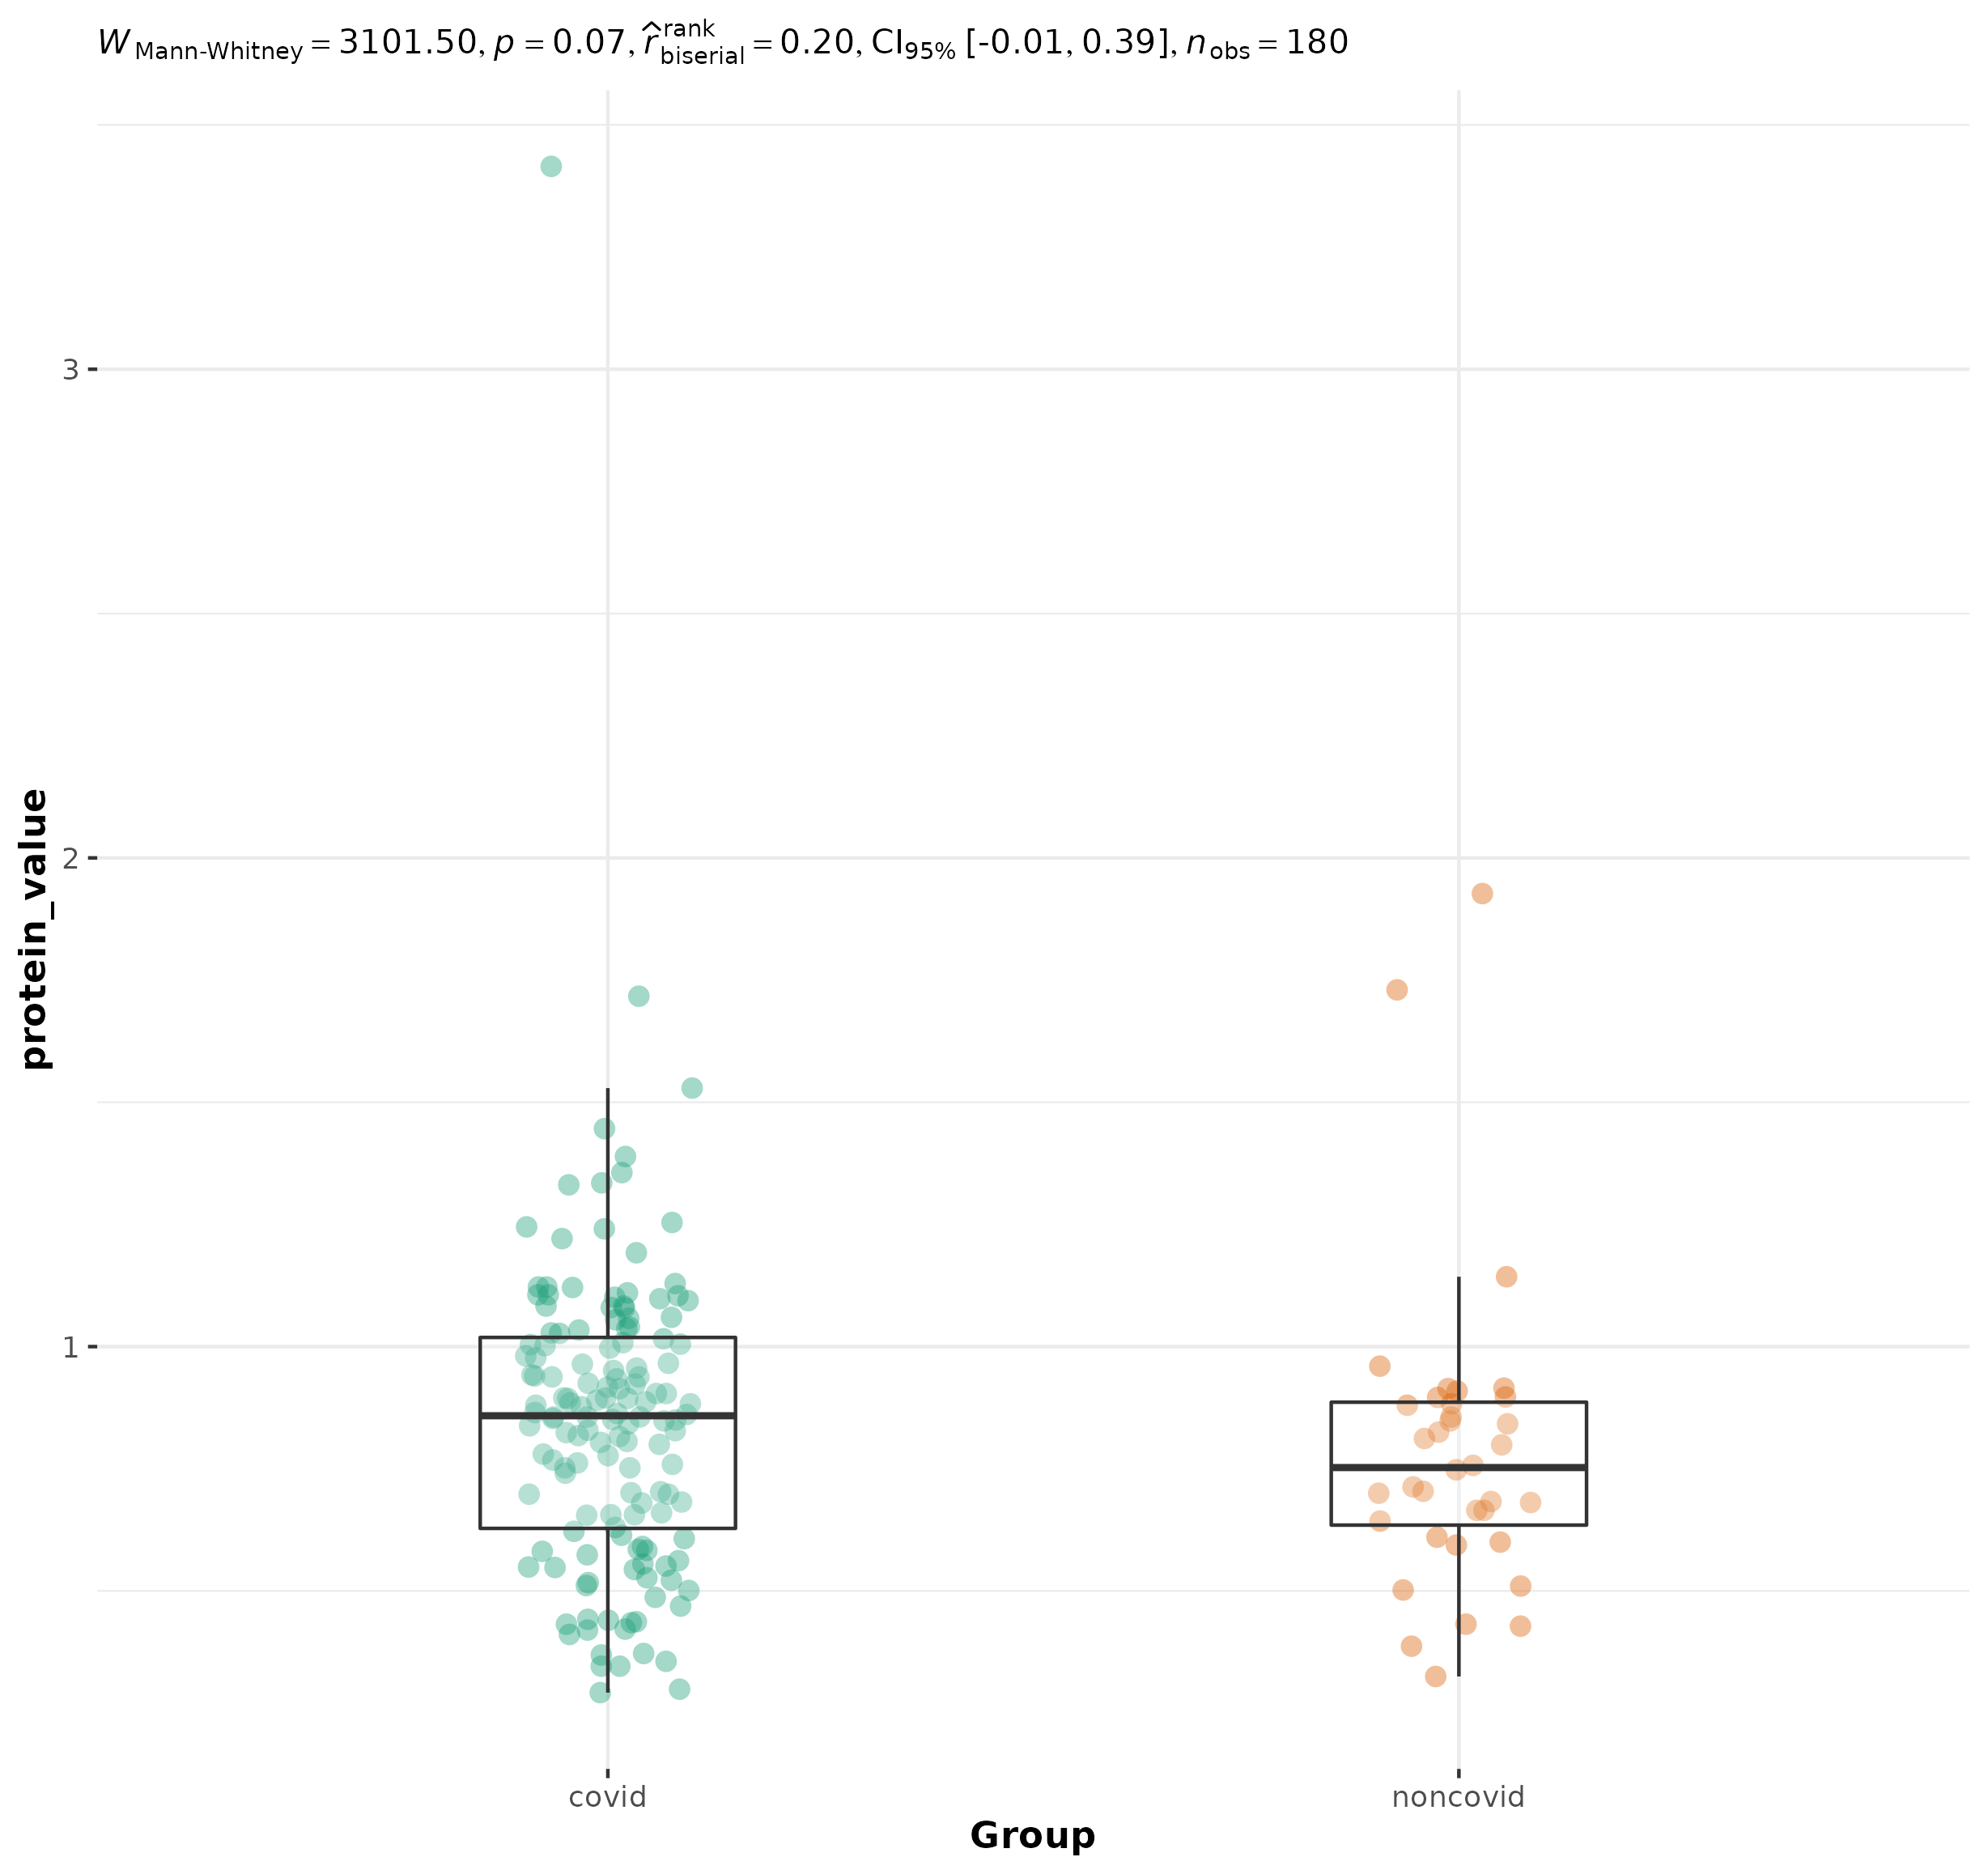 W Mann-Whitney = 3101.50, p = 0.07, r̂ rank biserial = 0.20, CI95% [-0.01, 0.39], nobs = 180
3
2
1
protein_value
covid noncovid
Group